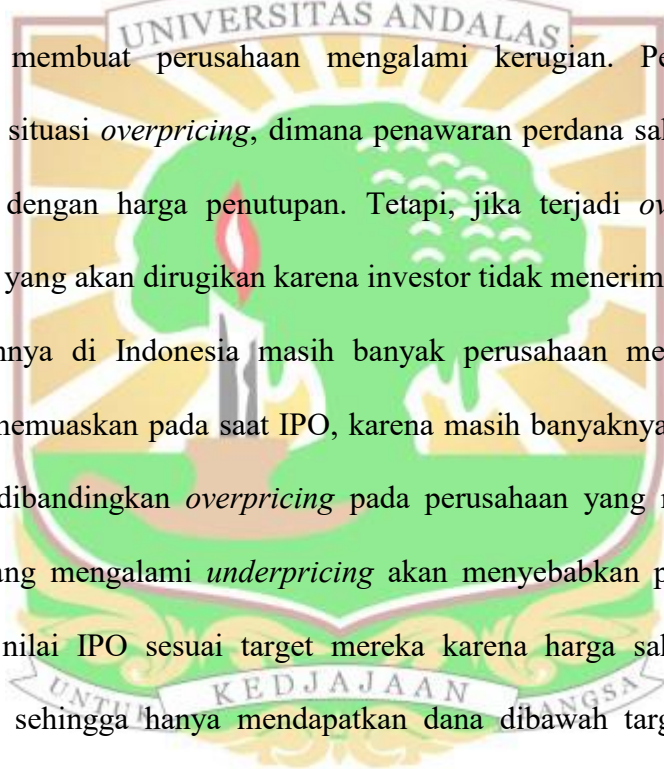 UNIVERSITAS ANDALAS
membuat perusahaan mengalami kerugian.
situasi overpricing, dimana penawaran perdana
dengan harga penutupan. Tetapi, jika terjadi
yang akan dirugikan karena investor tidak
di Indonesia masih banyak perusahaan
pada saat IPO, karena masih banyaknya
dibandingkan overpricing pada perusahaan yang
mengalami underpricing akan menyebabkan
nilai IPO sesuai target mereka karena harga
sehingga hanya mendapatkan dana dibawah
UNTUK KEDJAJAAN BANGSA